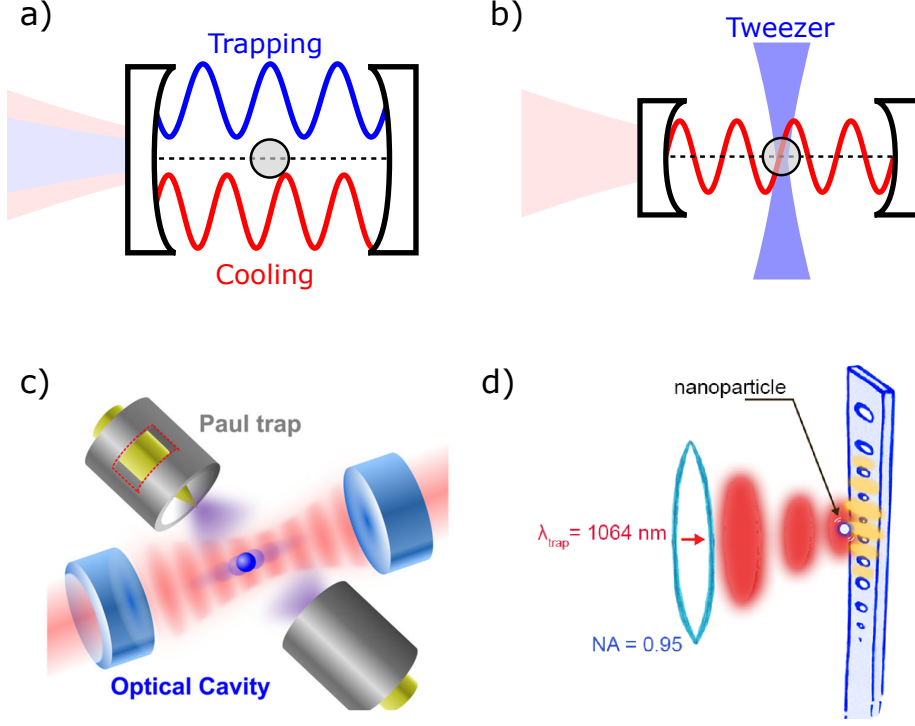 a)
Trapping
Cooling
b)
Tweezer
c)
Paul trap
Optical Cavity
d)
nanoparticle
λtrap = 1064 nm
NA = 0.95